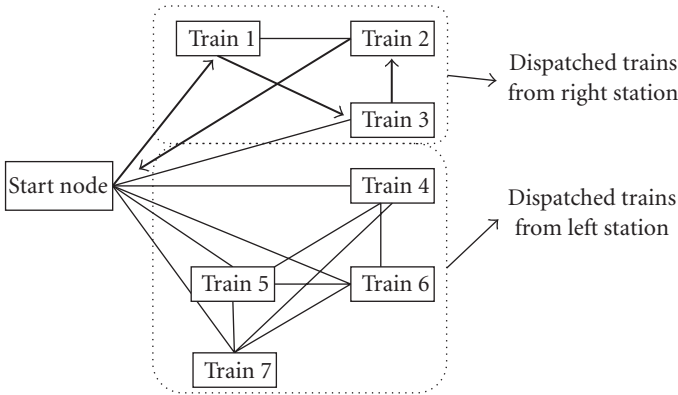 Train 1
Train 2
Dispatched trains
from right station
Train 3
Start node
Train 4
Dispatched trains
from left station
Train 5
Train 6
Train 7